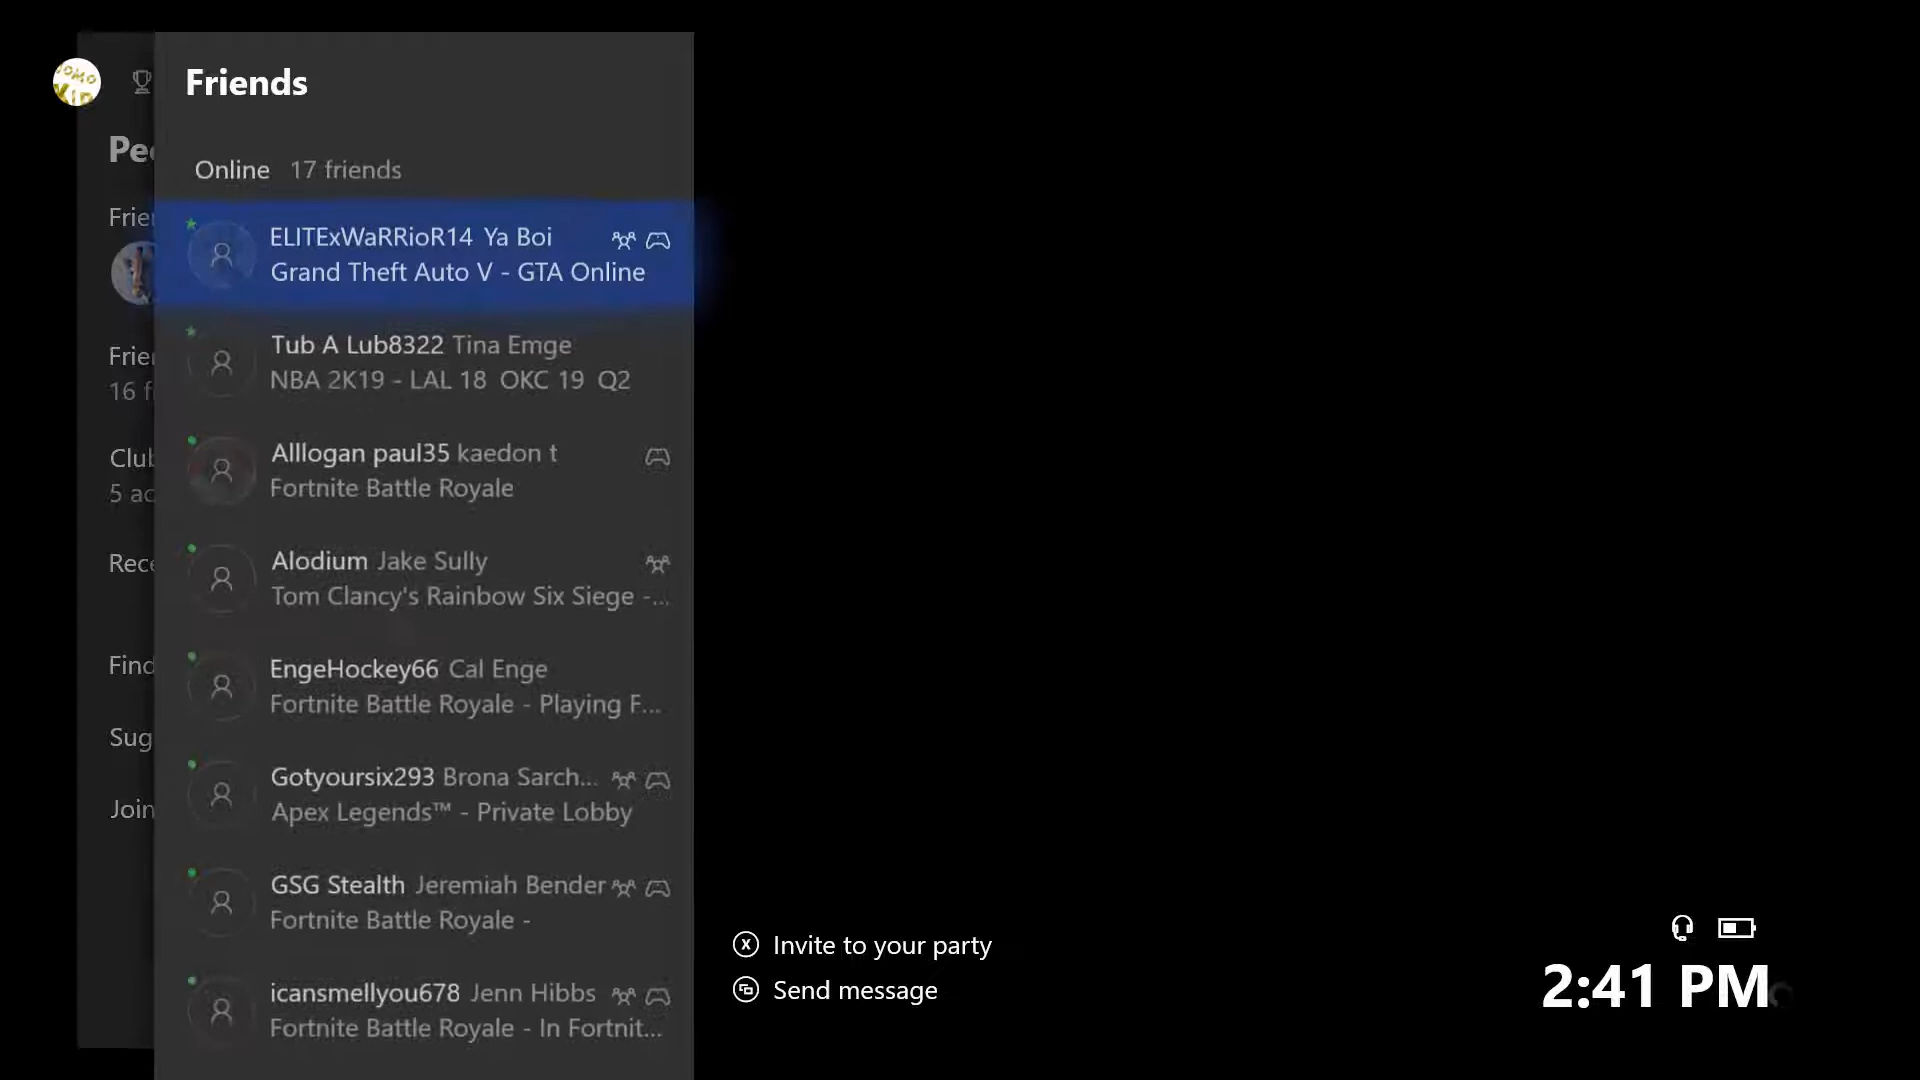 Friends
Online 17 friends
ELITExWaRRioR14 Ya Boi
Grand Theft Auto V - GTA Online
Tub A Lub8322 Tina Emge
NBA 2K19 - LAL 18 OKC 19 Q2
Alllogan paul35 kaedon t
Fortnite Battle Royale
Alodium Jake Sully
Tom Clancy's Rainbow Six Siege -...
EngeHockey66 Cal Enge
Fortnite Battle Royale - Playing F...
Gotyoursix293 Brona Sarch...
Apex Legends™ - Private Lobby
GSG Stealth Jeremiah Bender
Fortnite Battle Royale -
icansmellyou678 Jenn Hibbs
Fortnite Battle Royale - In Fortnit...
Find
Join
Invite to your party
Send message
2:41 PM